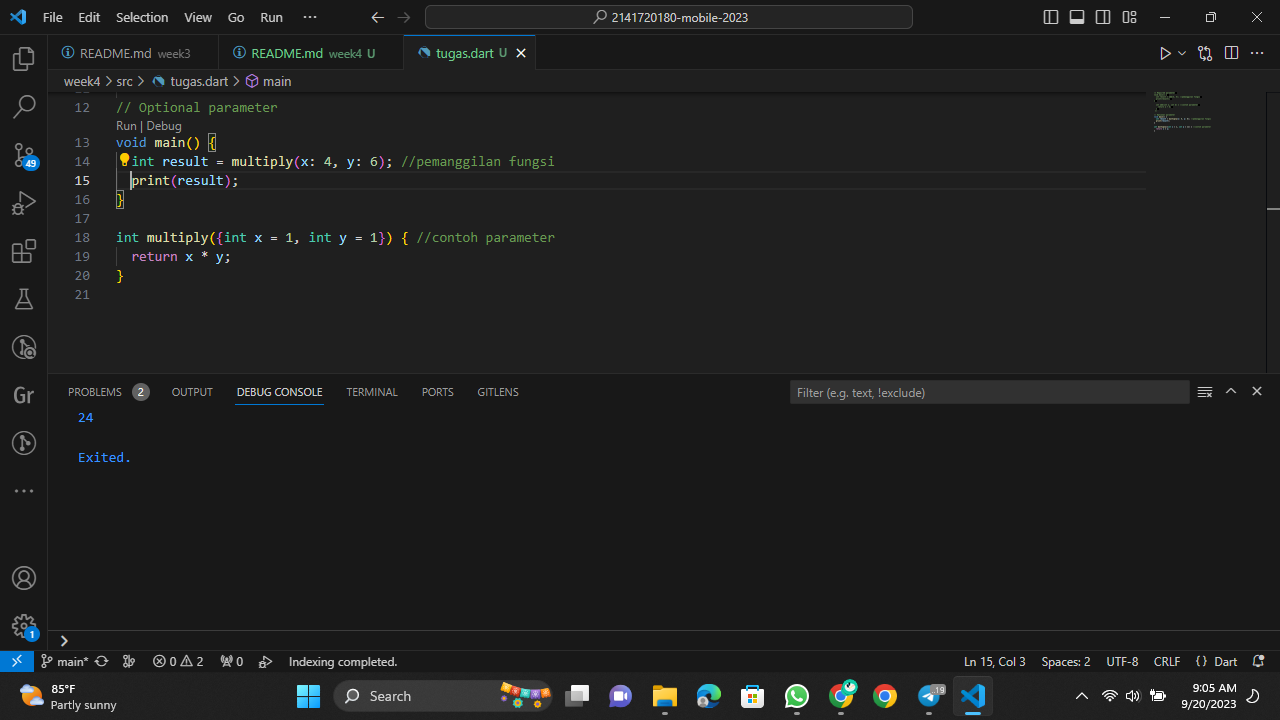 File Edit Selection View Go Run ··· 2141720180-mobile-2023
README.md week3 README.md week4 U tugas.dart U
week4 > src > tugas.dart > main
12 // Optional parameter
Run | Debug
13 void main() {
14 int result = multiply(x: 4, y: 6); //pemanggilan fungsi
15 print(result);
16 }
17
18 int multiply({int x = 1, int y = 1}) { //contoh parameter
19 return x * y;
20 }
21
PROBLEMS 2 OUTPUT DEBUG CONSOLE TERMINAL PORTS GITLENS Filter (e.g. text, !exclude)
24
Exited.
49
Gr
1
main* 0 2 0 Indexing completed. Ln 15, Col 3 Spaces: 2 UTF-8 CRLF {} Dart
85°F
Partly sunny
Search
19
9:05 AM
9/20/2023